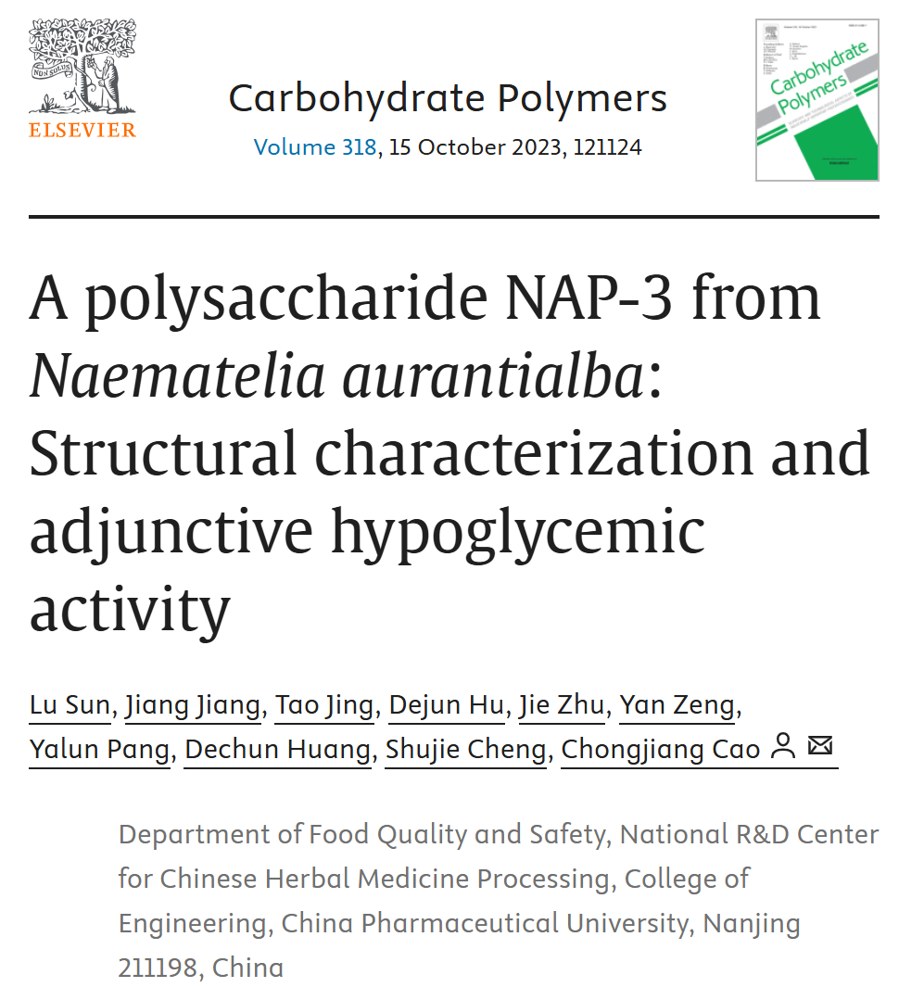 NON SOLUS
ELSEVIER
Carbohydrate Polymers
Volume 318, 15 October 2023, 121124
Carbohydrate
Polymers
A polysaccharide NAP-3 from
Naematelia aurantialba:
Structural characterization and
adjunctive hypoglycemic
activity
Lu Sun, Jiang Jiang, Tao Jing, Dejun Hu, Jie Zhu, Yan Zeng,
Yalun Pang, Dechun Huang, Shujie Cheng, Chongjiang Cao
Department of Food Quality and Safety, National R&D Center
for Chinese Herbal Medicine Processing, College of
Engineering, China Pharmaceutical University, Nanjing
211198, China